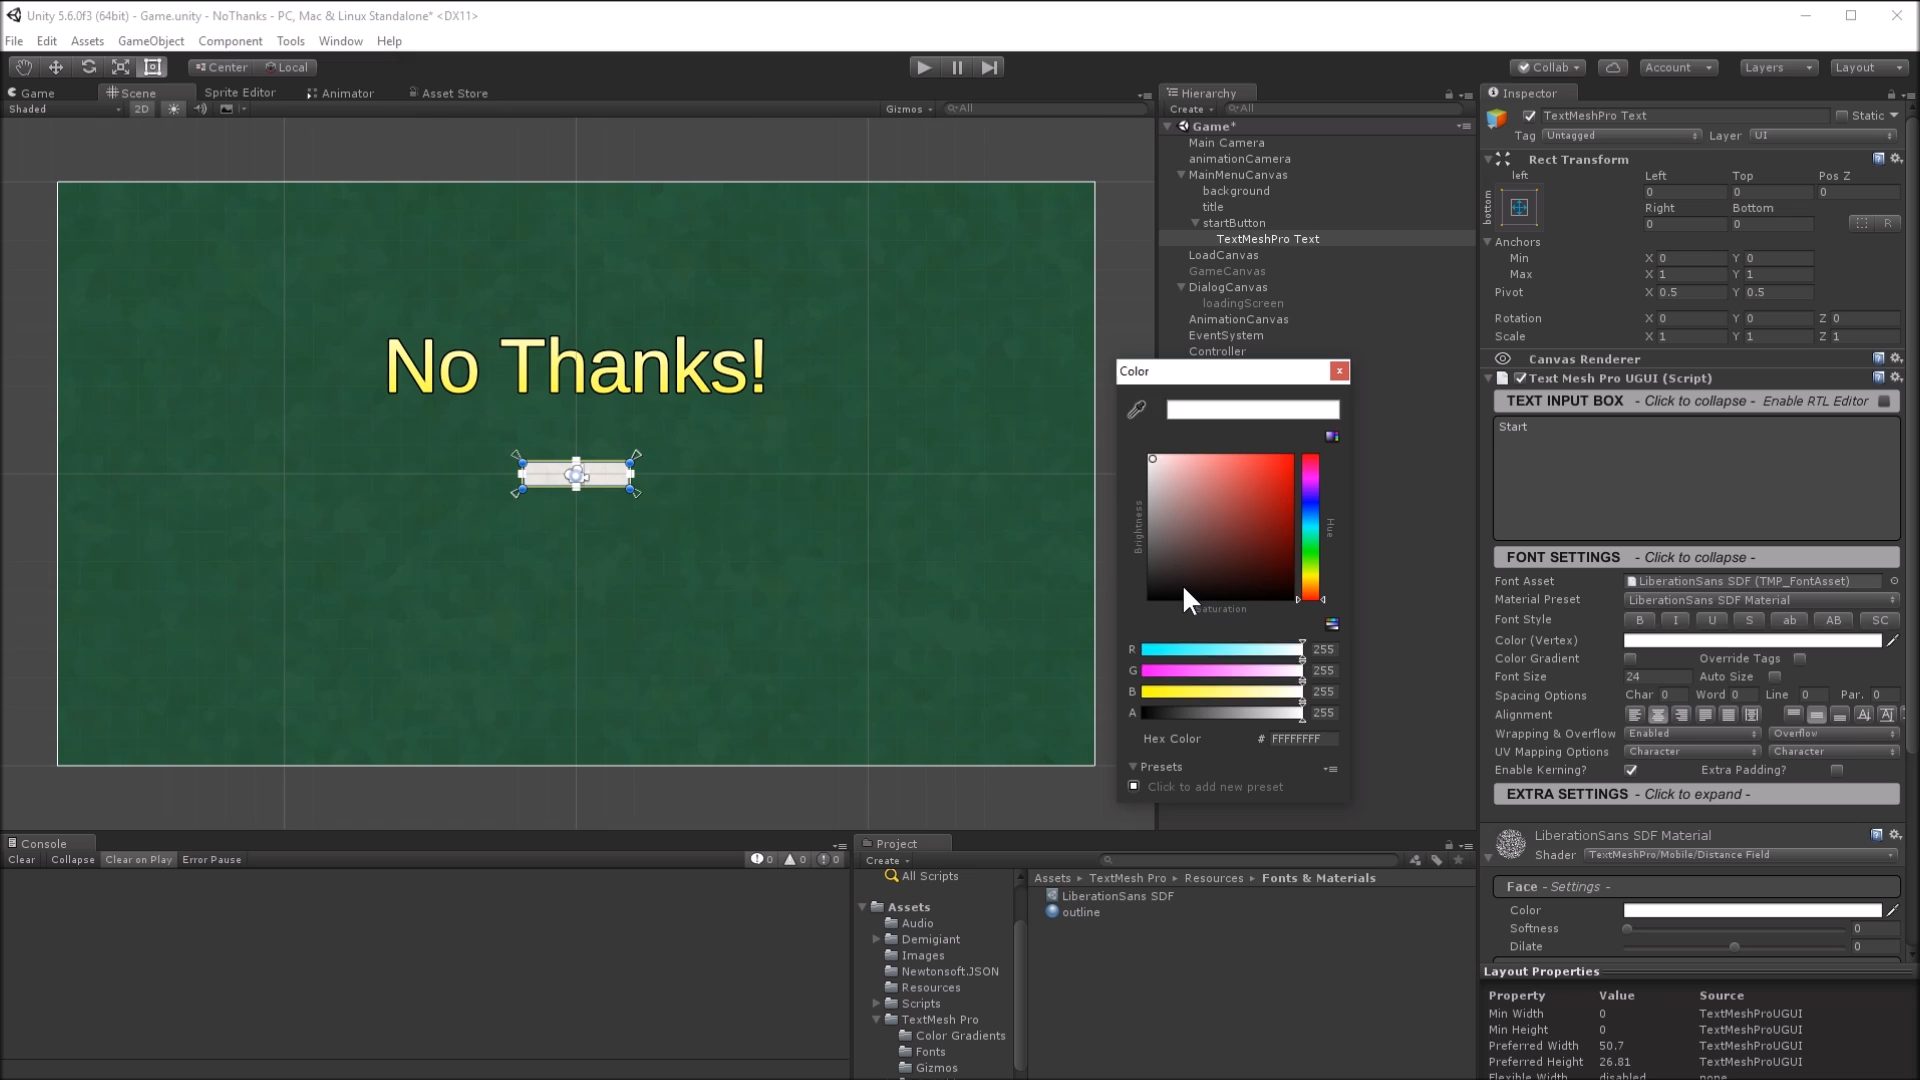 Unity 5.6.0f3 (64bit) - Game.unity - NoThanks - PC, Mac & Linux Standalone* <DX11>
File Edit Assets GameObject Component Tools Window Help
Center Local
Collab Account Layers Layout
Game Scene Sprite Editor Animator Asset Store
Shaded 2D Gizmos All
No Thanks!
Hierarchy
Create All
Game*
Main Camera
animationCamera
MainMenuCanvas
background
title
startButton
TextMeshPro Text
LoadCanvas
GameCanvas
DialogCanvas
loadingScreen
AnimationCanvas
EventSystem
Controller
Color
Brightness
Hue
aturation
R 255
G 255
B 255
A 255
Hex Color # FFFFFFFF
Presets
Click to add new preset
Inspector
TextMeshPro Text Static
Tag Untagged Layer UI
Rect Transform
left Left Top Pos Z
bottom
0 0 0
Right Bottom
0 0 R
Anchors
Min X 0 Y 0
Max X 1 Y 1
Pivot X 0.5 Y 0.5
Rotation X 0 Y 0 Z 0
Scale X 1 Y 1 Z 1
Canvas Renderer
Text Mesh Pro UGUI (Script)
TEXT INPUT BOX - Click to collapse - Enable RTL Editor
Start
FONT SETTINGS - Click to collapse -
Font Asset LiberationSans SDF (TMP_FontAsset)
Material Preset LiberationSans SDF Material
Font Style B I U S ab AB SC
Color (Vertex)
Color Gradient Override Tags
Font Size 24 Auto Size
Spacing Options Char 0 Word 0 Line 0 Par. 0
Alignment
Wrapping & Overflow Enabled Overflow
UV Mapping Options Character Character
Enable Kerning? Extra Padding?
EXTRA SETTINGS - Click to expand -
LiberationSans SDF Material
Shader TextMeshPro/Mobile/Distance Field
Face - Settings -
Color
Softness 0
Dilate 0
Layout Properties
Property Value Source
Min Width 0 TextMeshProUGUI
Min Height 0 TextMeshProUGUI
Preferred Width 50.7 TextMeshProUGUI
Preferred Height 26.81 TextMeshProUGUI
Flexible Width disabled none
Console
Clear Collapse Clear on Play Error Pause 0 0 0
Project
Create
All Scripts
Assets
Audio
Demigiant
Images
Newtonsoft.JSON
Resources
Scripts
TextMesh Pro
Color Gradients
Fonts
Gizmos
Assets TextMesh Pro Resources Fonts & Materials
LiberationSans SDF
outline